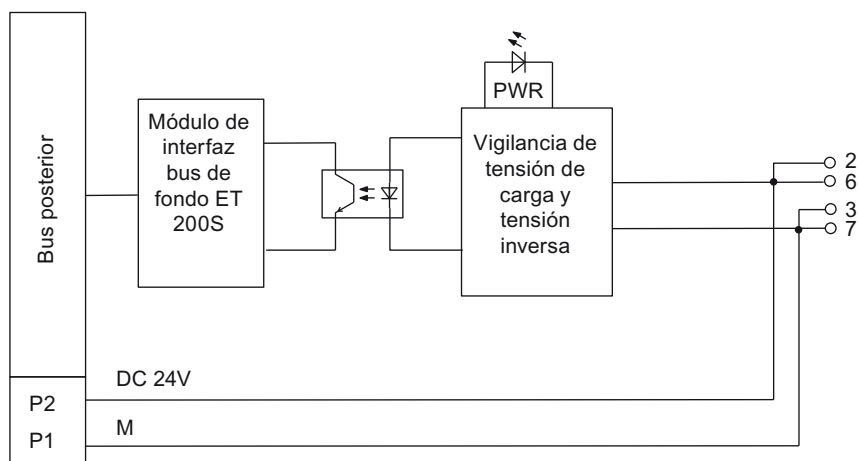 Bus posterior
Módulo de
interfaz
bus de
fondo ET
200S
PWR
Vigilancia de
tensión de
carga y
tensión
inversa
2
6
3
7
DC 24V
P2
M
P1